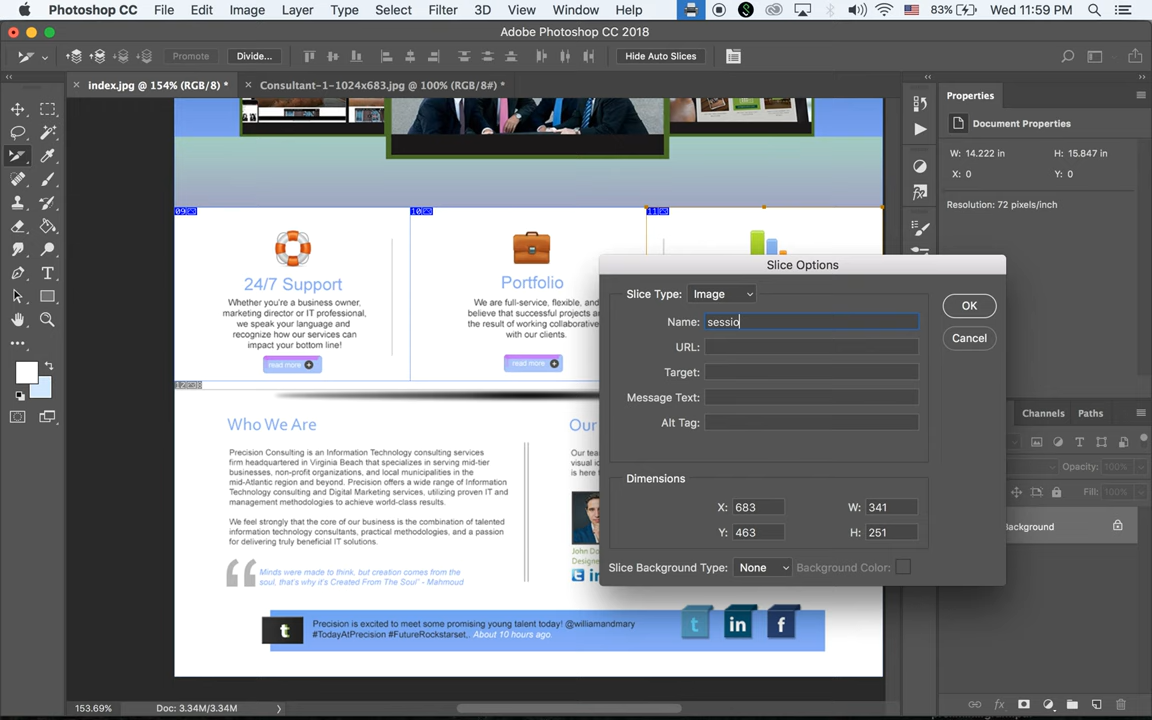 Photoshop CC File Edit Image Layer Type Select Filter 3D View Window Help 83% Wed 11:59 PM
Adobe Photoshop CC 2018
Promote Divide... Hide Auto Slices
index.jpg @ 154% (RGB/8) * Consultant-1-1024x683.jpg @ 100% (RGB/8#) *
Properties
Document Properties
W: 14.222 in H: 15.847 in
X: 0 Y: 0
Resolution: 72 pixels/inch
09 10 11
24/7 Support
Whether you're a business owner,
marketing director or IT professional,
we speak your language and
recognize how our services can
impact your bottom line!
read more
Portfolio
We are full-service, flexible, and
believe that successful projects a
the result of working collaborative
with our clients.
read more
12
Slice Options
Slice Type: Image
Name: sessio
URL:
Target:
Message Text:
Alt Tag:
OK
Cancel
Dimensions
X: 683 W: 341
Y: 463 H: 251
Slice Background Type: None Background Color:
Channels Paths
Opacity: 100%
Fill: 100%
ackground
Who We Are
Precision Consulting is an Information Technology consulting services
firm headquartered in Virginia Beach that specializes in serving mid-tier
businesses, non-profit organizations, and local municipalities in the
mid-Atlantic region and beyond. Precision offers a wide range of Information
Technology consulting and Digital Marketing services, utilizing proven IT and
management methodologies to achieve world-class results.
We feel strongly that the core of our business is the combination of talented
information technology consultants, practical methodologies, and a passion
for delivering truly beneficial IT solutions.
Minds were made to think, but creation comes from the
soul, that's why it's Created From The Soul" - Mahmoud
Our
Our tea
visual id
is here t
John Do
Designe
t in
t
Precision is excited to meet some promising young talent today! @williamandmary
#TodayAtPrecision #FutureRockstarset. About 10 hours ago
t in f
153.69% Doc: 3.34M/3.34M